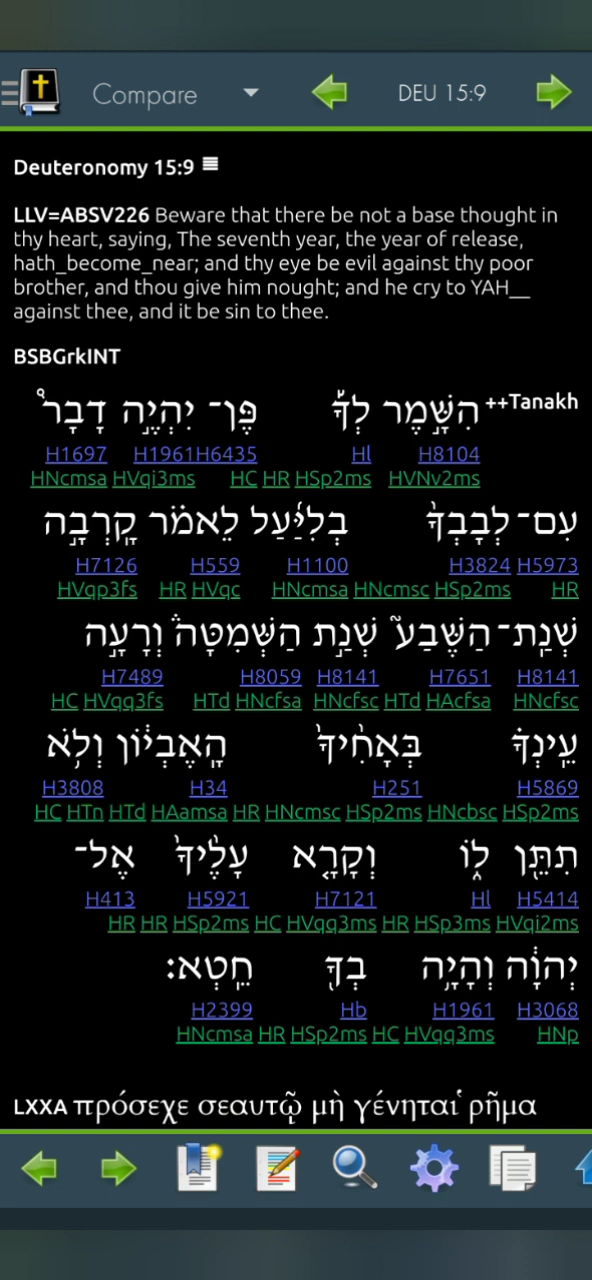 Compare DEU 15:9
Deuteronomy 15:9
LLV=ABSV226 Beware that there be not a base thought in
thy heart, saying, The seventh year, the year of release,
hath_become_near; and thy eye be evil against thy poor
brother, and thou give him nought; and he cry to YAH__
against thee, and it be sin to thee.
BSBGrkINT
++Tanakh הִשָּׁ֣מֶר לְךָ֡ פֶּן־ יִהְיֶ֣ה דָבָר֩
H1697 H1961H6435 Hl H8104
HNcmsa HVqi3ms HC HR HSp2ms HVNv2ms
עִם־לְבָבְךָ֨ בְלִיַּ֜עַל לֵאמֹ֗ר קָֽרְבָ֣ה
H7126 H559 H1100 H3824 H5973
HVqp3fs HR HVqc HNcmsa HNcmsc HSp2ms HR
שְׁנַֽת־הַשֶּׁבַע֮ שְׁנַ֣ת הַשְּׁמִטָּה֒ וְרָעָ֣ה
H7489 H8059 H8141 H7651 H8141
HC HVqq3fs HTd HNcfsa HNcfsc HTd HAcfsa HNcfsc
עֵֽינְךָ֗ בְּאָחִ֙יךָ֙ הָֽאֶבְי֔וֹן וְלֹ֥א
H3808 H34 H251 H5869
HC HTn HTd HAamsa HR HNcmsc HSp2ms HNcbsc HSp2ms
תִתֵּ֖ן ל֑וֹ וְקָרָ֤א עָלֶ֙יךָ֙ אֶל־
H413 H5921 H7121 Hl H5414
HR HR HSp2ms HC HVqq3ms HR HSp3ms HVqi2ms
יְהוָ֔ה וְהָיָ֥ה בְךָ֖ חֵֽטְא׃
H2399 Hb H1961 H3068
HNcmsa HR HSp2ms HC HVqq3ms HNp
LXXA πρόσεχε σεαυτῷ μὴ γένηταἱ ρῆμα